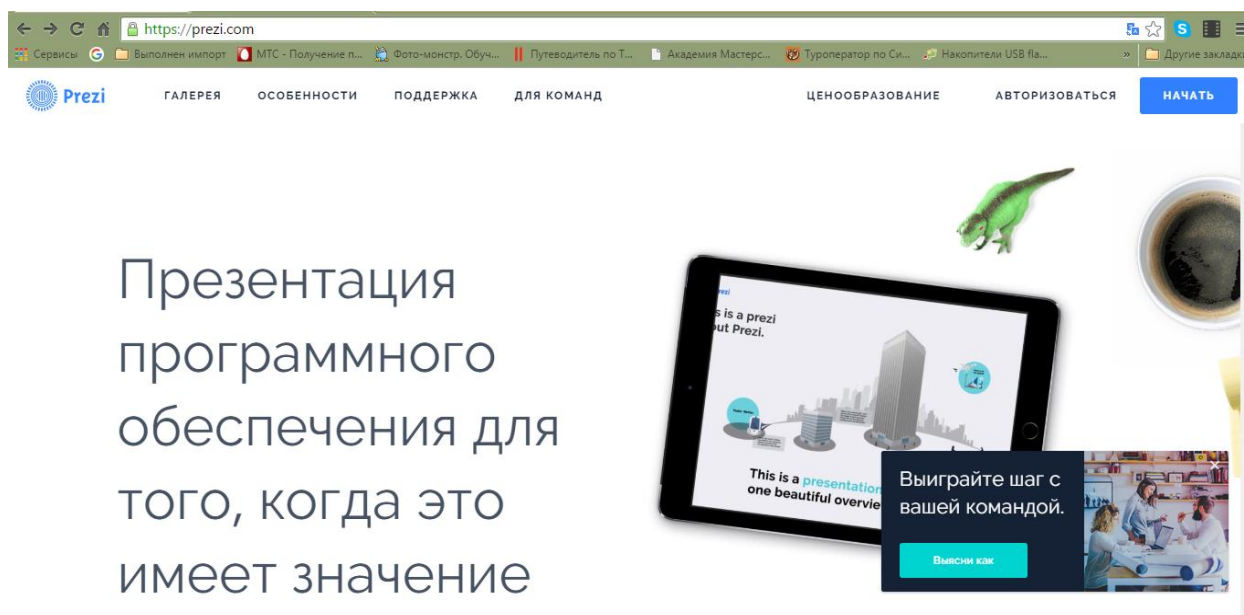 https://prezi.com
Сервисы
Выполнен импорт
МТС - Получение п...
Фото-монстр. Обуч...
Путеводитель по Т...
Академия Мастерс...
Туроператор по Си...
Накопители USB fla...
»
Другие закладки
Prezi
ГАЛЕРЕЯ
ОСОБЕННОСТИ
ПОДДЕРЖКА
ДЛЯ КОМАНД
ЦЕНООБРАЗОВАНИЕ
АВТОРИЗОВАТЬСЯ
НАЧАТЬ
Презентация
программного
обеспечения для
того, когда это
имеет значение
s is a prezi
out Prezi.
This is a presentation
one beautiful overvie
Выиграйте шаг с
вашей командой.
Выясни как